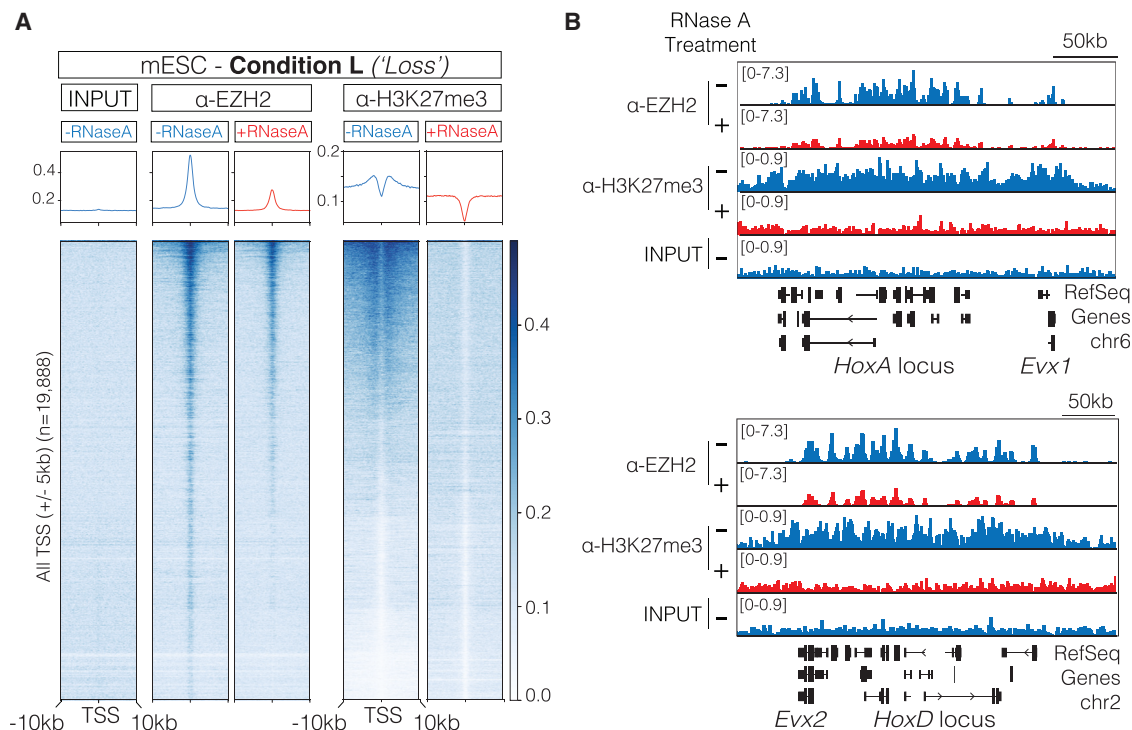 A
mESC - Condition L ('Loss')
INPUT
α-EZH2
α-H3K27me3
-RNaseA
-RNaseA
+RNaseA
-RNaseA
+RNaseA
0.4
0.2
0.2
0.1
All TSS (+/- 5kb) (n=19,888)
0.4
0.3
0.2
0.1
0.0
-10kb TSS 10kb
-10kb TSS 10kb
B
RNase A
Treatment
50kb
α-EZH2
-
[0-7.3]
+
[0-7.3]
α-H3K27me3
-
[0-0.9]
+
[0-0.9]
INPUT
-
[0-0.9]
RefSeq
Genes
chr6
HoxA locus
Evx1
50kb
α-EZH2
-
[0-7.3]
+
[0-7.3]
α-H3K27me3
-
[0-0.9]
+
[0-0.9]
INPUT
-
[0-0.9]
RefSeq
Genes
chr2
Evx2
HoxD locus